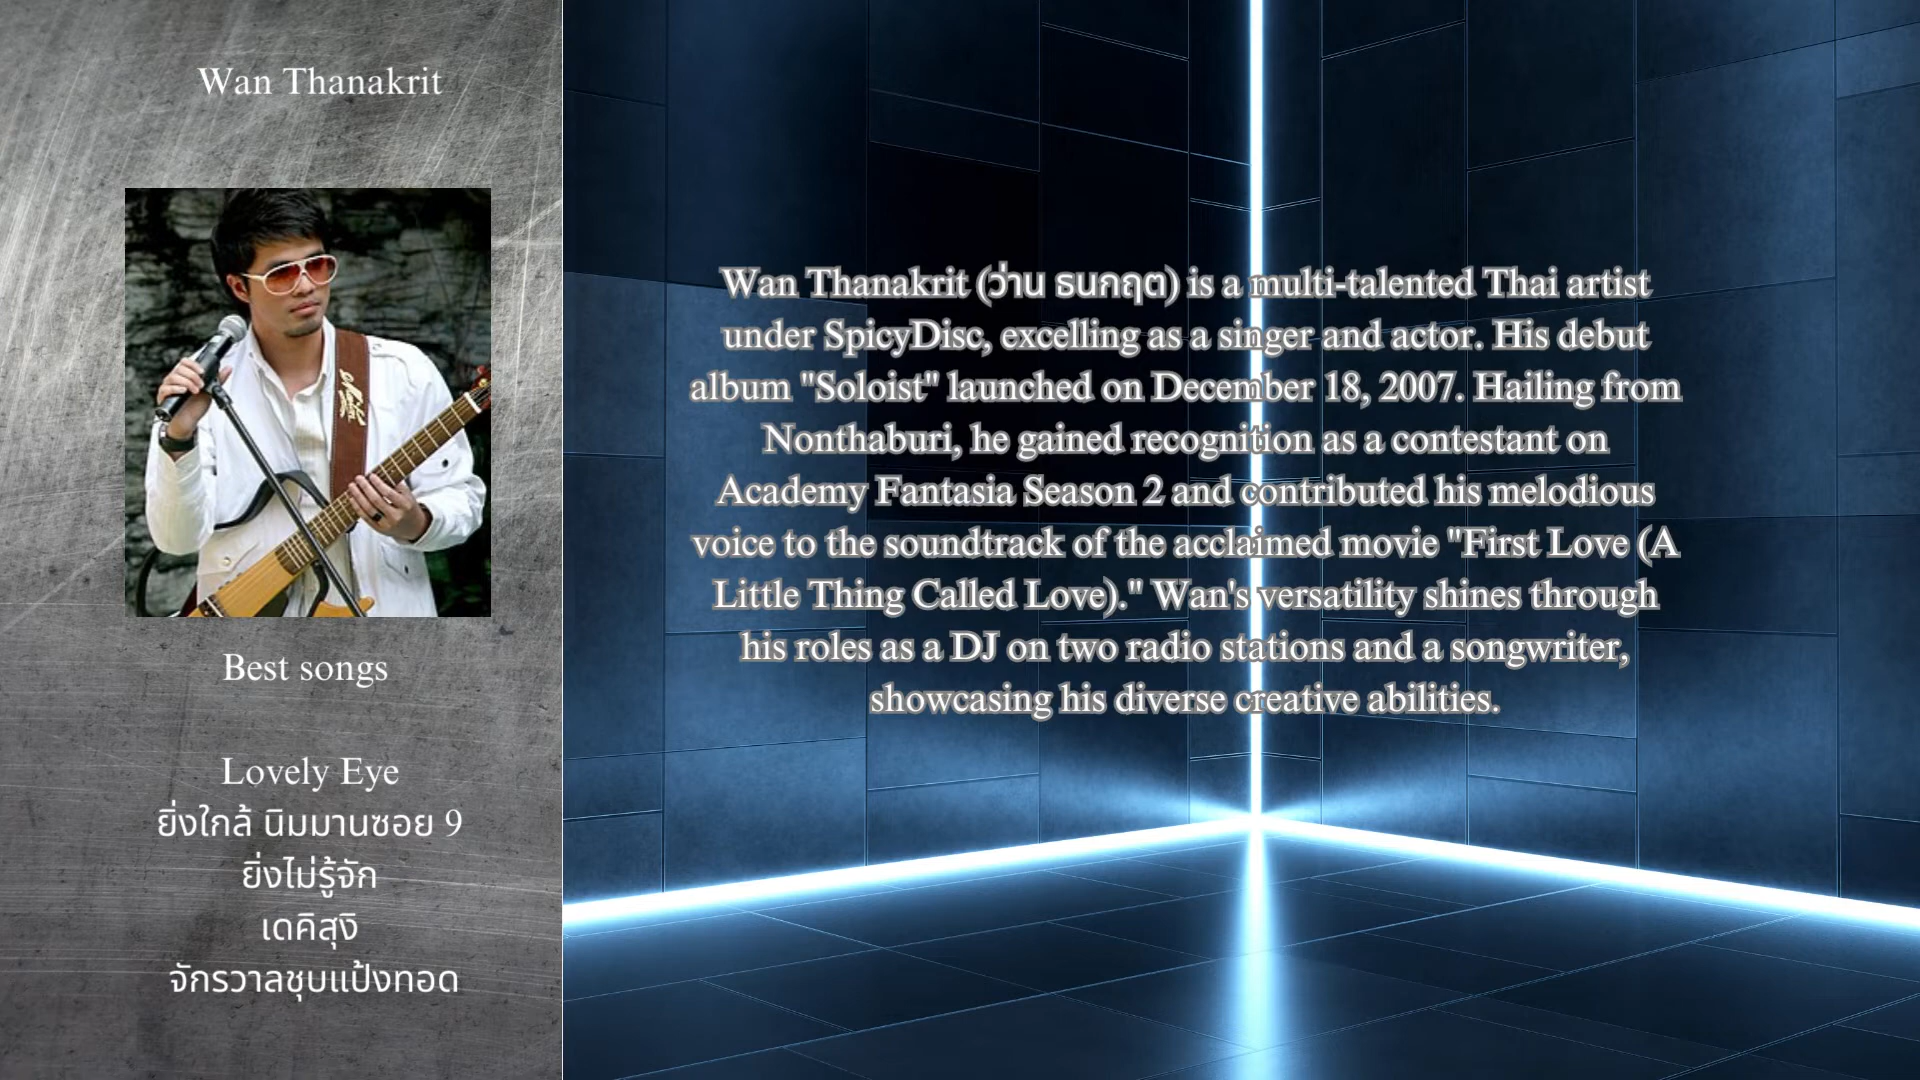 Wan Thanakrit
Best songs
Lovely Eye
ยิ่งใกล้ นิมมานซอย 9
ยิ่งไม่รู้จัก
เดคิสุงิ
จักรวาลชุบแป้งทอด
Wan Thanakrit (ว่าน ธนกฤต) is a multi-talented Thai artist
under SpicyDisc, excelling as a singer and actor. His debut
album "Soloist" launched on December 18, 2007. Hailing from
Nonthaburi, he gained recognition as a contestant on
Academy Fantasia Season 2 and contributed his melodious
voice to the soundtrack of the acclaimed movie "First Love (A
Little Thing Called Love)." Wan's versatility shines through
his roles as a DJ on two radio stations and a songwriter,
showcasing his diverse creative abilities.